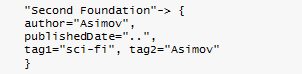 "Second Foundation"-> {
author="Asimov",
publishedDate="..",
tag1="sci-fi", tag2="Asimov"
}